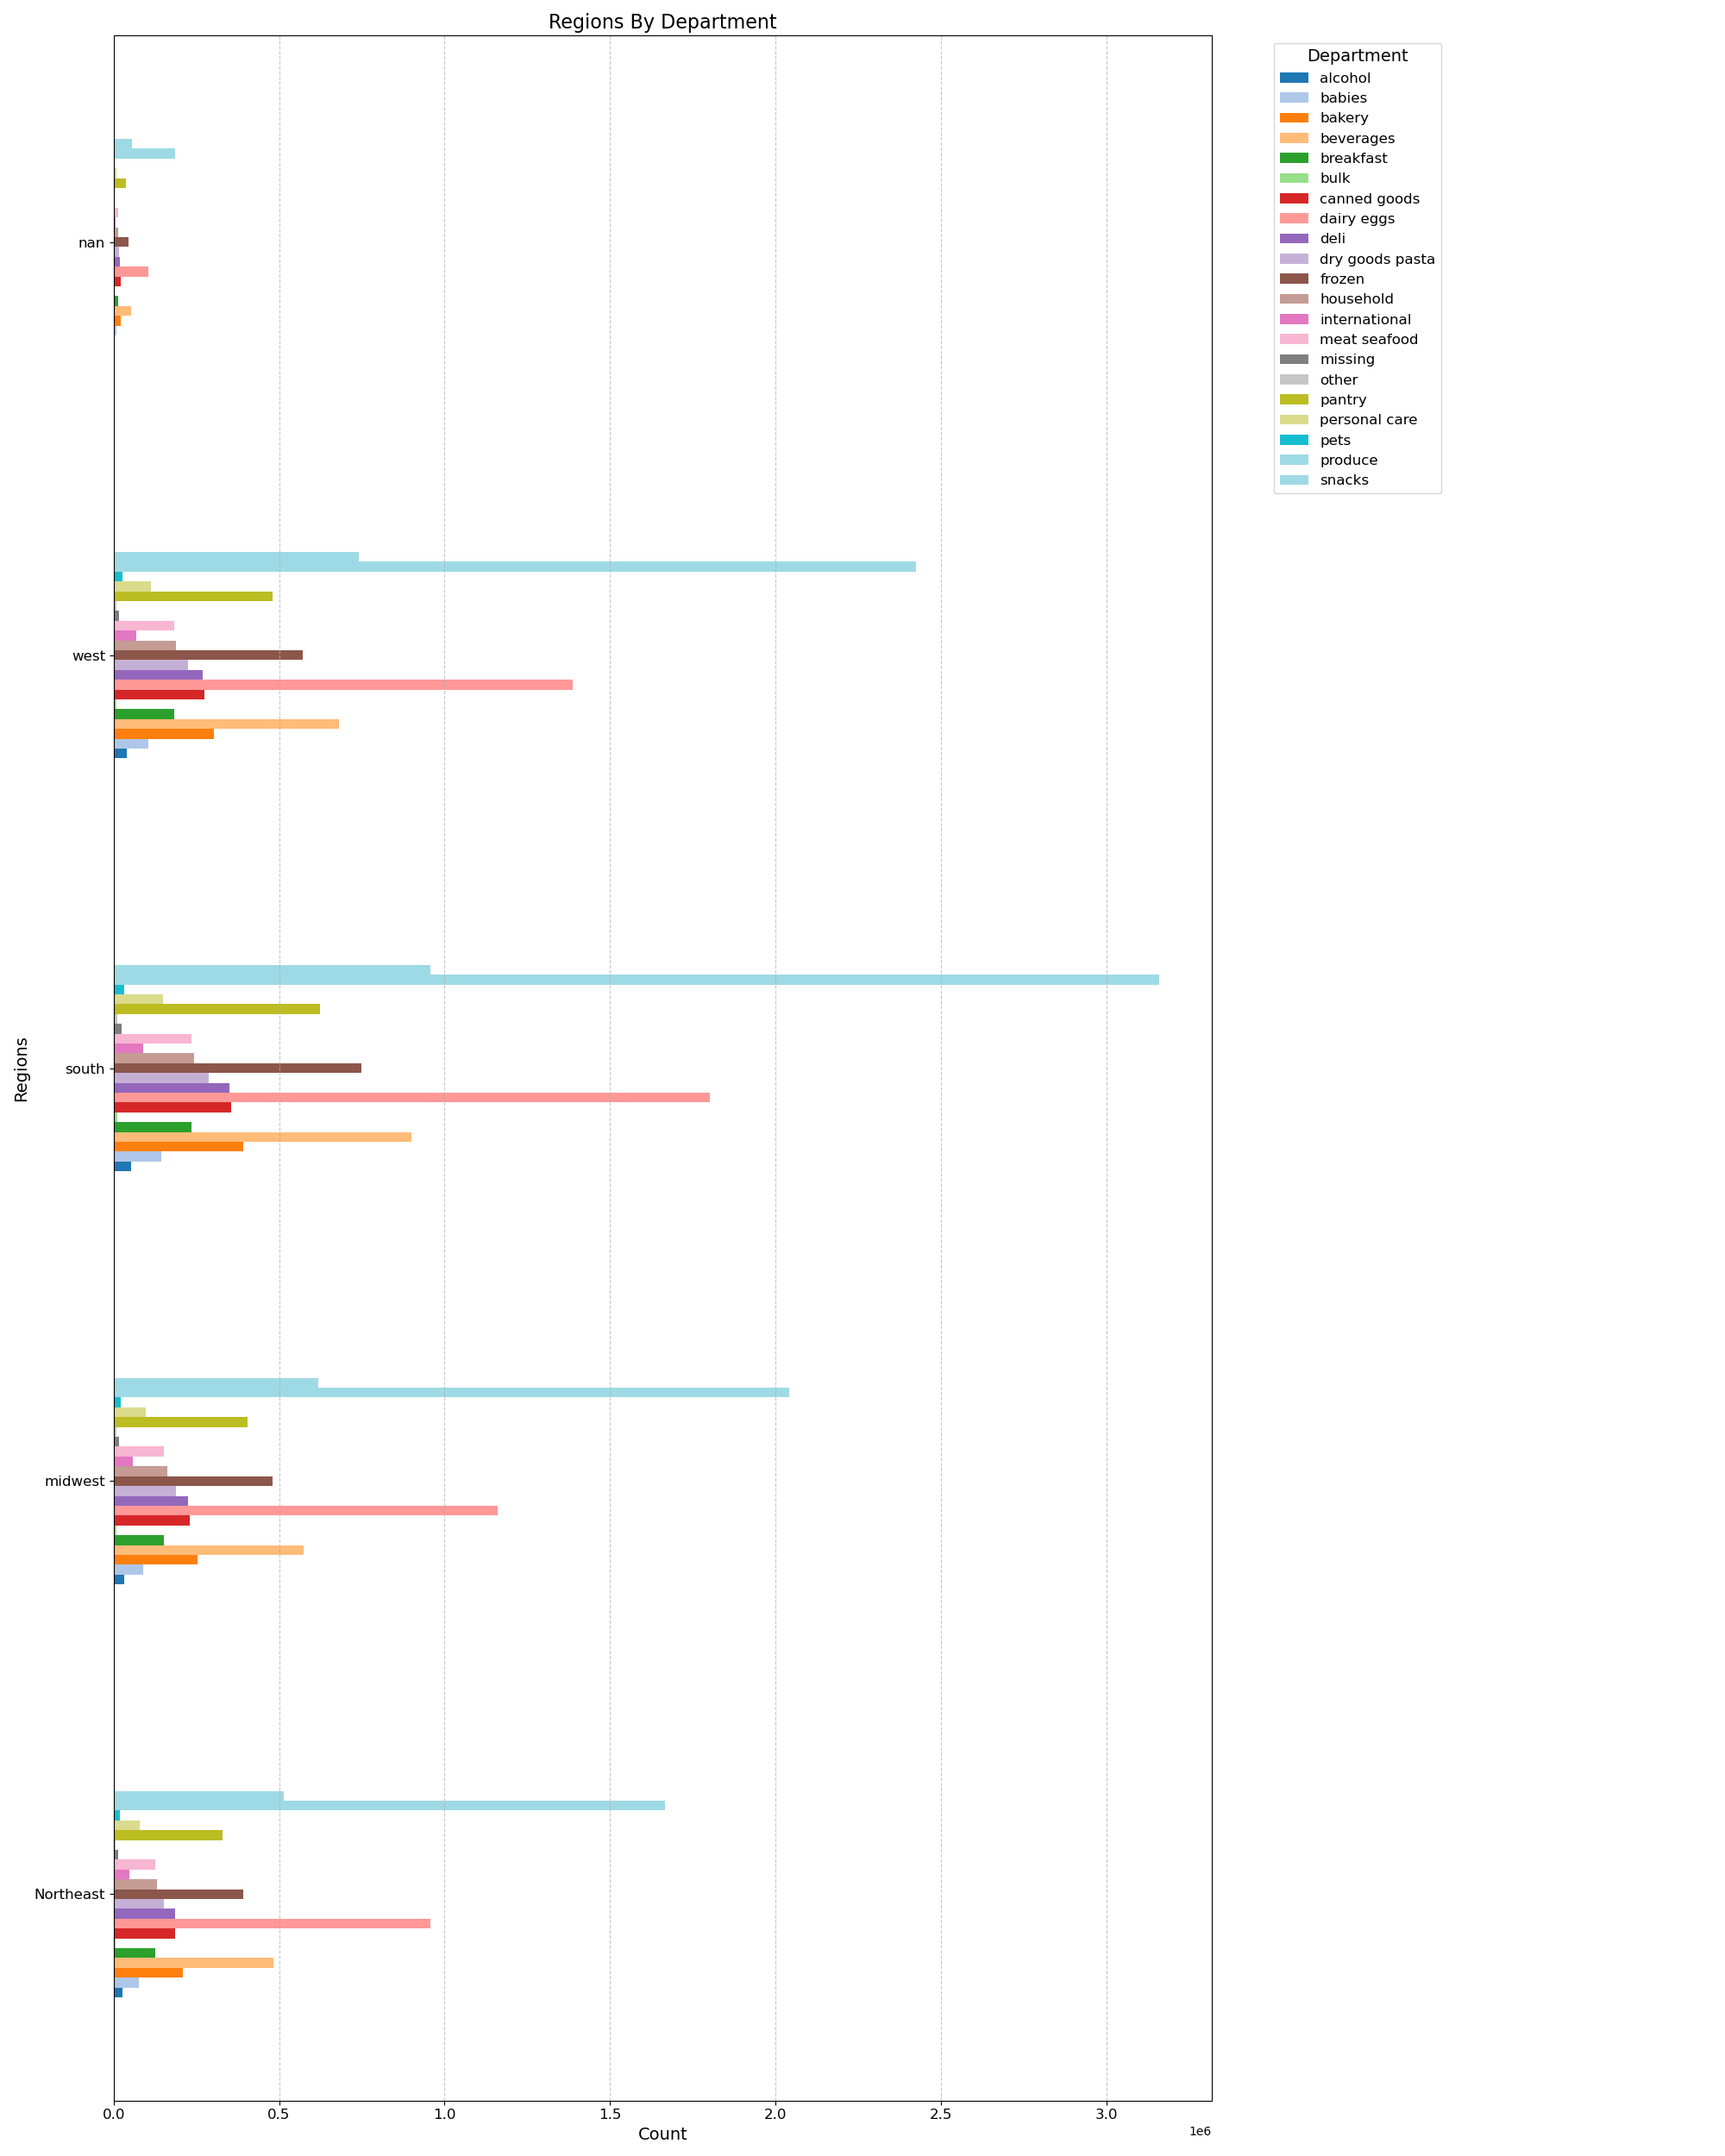 Regions By Department
Department
alcohol
babies
bakery
beverages
breakfast
bulk
canned goods
dairy eggs
deli
dry goods pasta
frozen
household
international
meat seafood
missing
other
pantry
personal care
pets
produce
snacks
nan
west
south
midwest
Northeast
Regions
0.0 0.5 1.0 1.5 2.0 2.5 3.0
1e6
Count